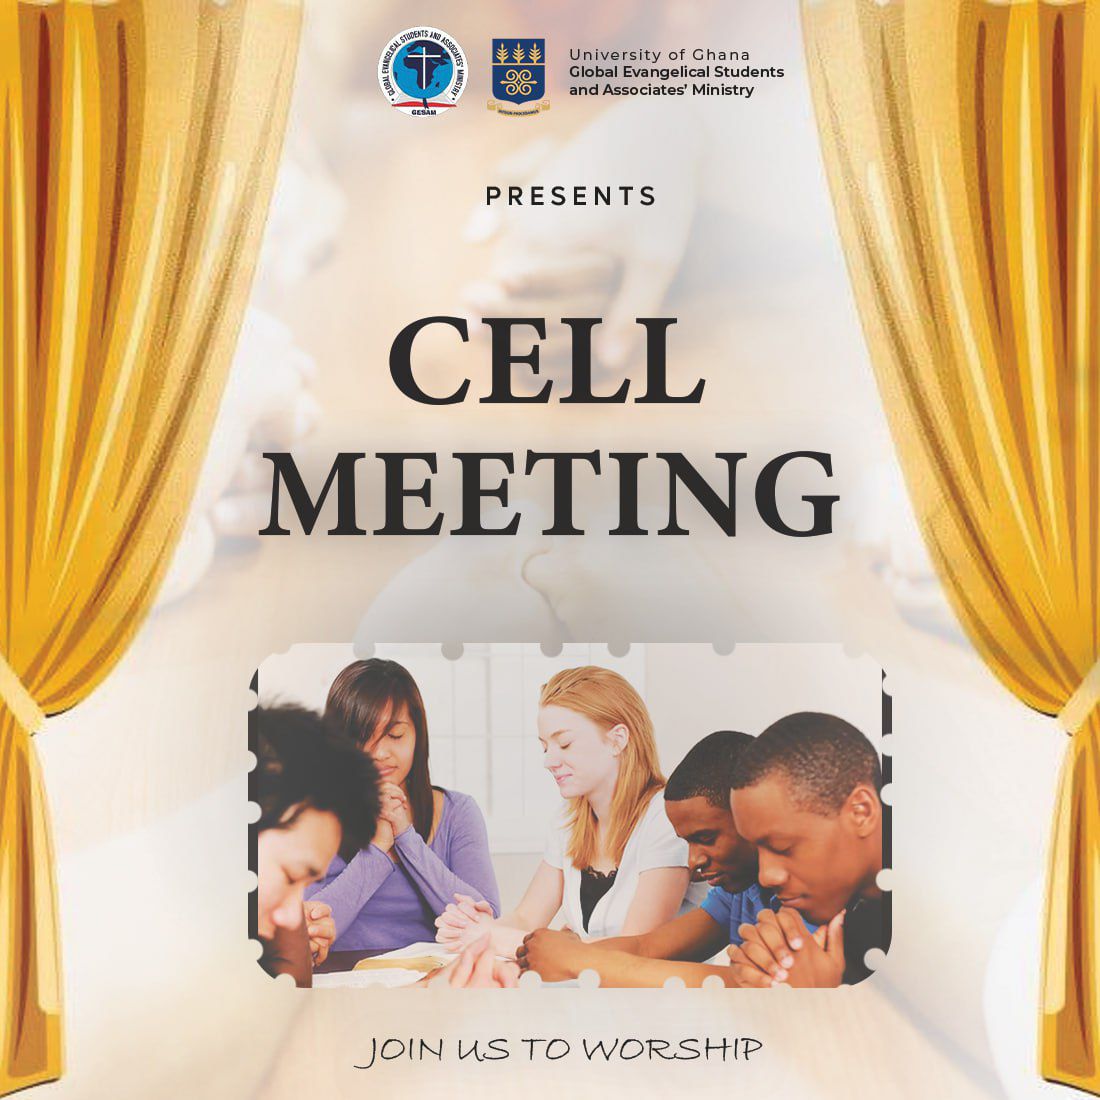 GLOBAL EVANGELICAL STUDENTS AND ASSOCIATES' MINISTRY
GESAM
INTEGRI PROCEDAMUS
University of Ghana
Global Evangelical Students
and Associates' Ministry
PRESENTS
CELL
MEETING
JOIN US TO WORSHIP